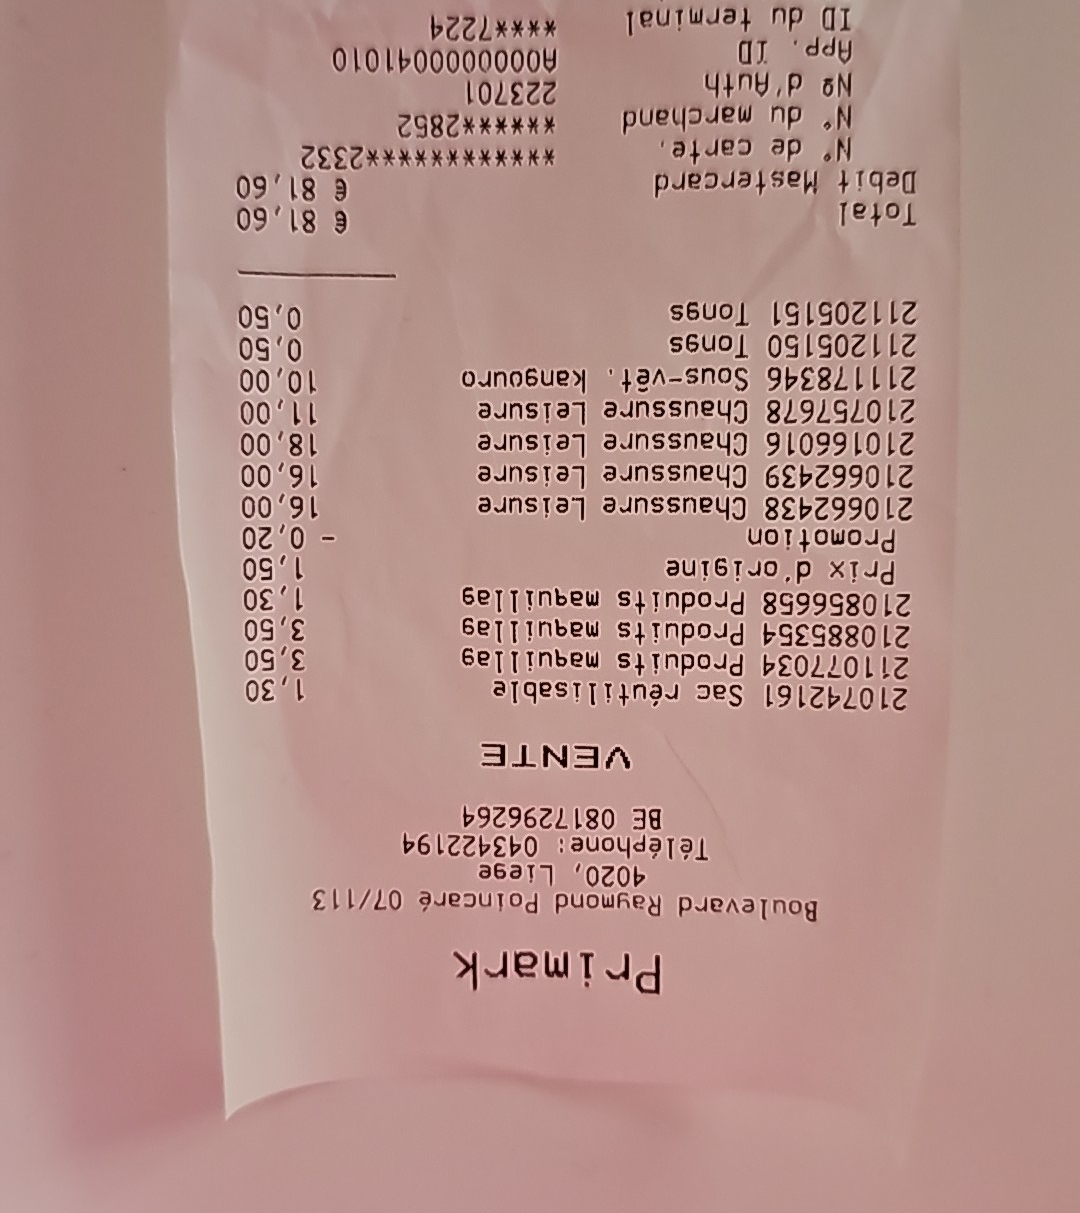 Primark
Boulevard Raymond Poincaré 07/113
4020, Liege
Téléphone: 043422194
BE 0817296264
VENTE
210742161 Sac réutilisable 1,30
211077034 Produits maquillag 3,50
210885354 Produits maquillag 3,50
210856658 Produits maquillag 1,30
Prix d'origine 1,50
Promotion - 0,20
210662438 Chaussure Leisure 16,00
210662439 Chaussure Leisure 16,00
210166016 Chaussure Leisure 18,00
210757678 Chaussure Leisure 11,00
211178346 Sous-vêt. kangouro 10,00
211205150 Tongs 0,50
211205151 Tongs 0,50
Total € 81,60
Debit Mastercard € 81,60
N° de carte. ************2332
N° du marchand ******2852
Nº d'Auth 223701
App. ID A0000000041010
ID du terminal ****7224